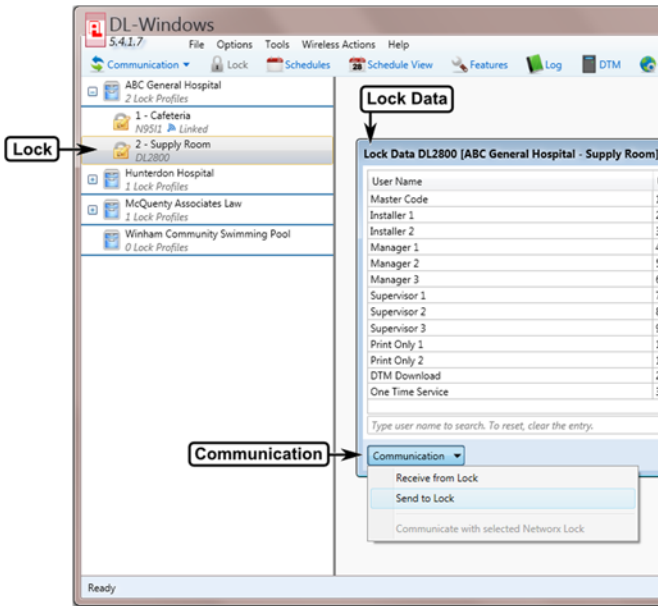 DL-Windows
5.4.1.7 File Options Tools Wireless Actions Help
Communication Lock Schedules Schedule View Features Log DTM
ABC General Hospital
2 Lock Profiles
1 - Cafeteria
N95I1 Linked
2 - Supply Room
DL2800
Hunterdon Hospital
1 Lock Profiles
McQuenty Associates Law
1 Lock Profiles
Winham Community Swimming Pool
0 Lock Profiles
Lock
Lock Data
Lock Data DL2800 [ABC General Hospital - Supply Room]
User Name
Master Code
Installer 1
Installer 2
Manager 1
Manager 2
Manager 3
Supervisor 1
Supervisor 2
Supervisor 3
Print Only 1
Print Only 2
DTM Download
One Time Service
Type user name to search. To reset, clear the entry.
Communication
Communication
Receive from Lock
Send to Lock
Communicate with selected Networx Lock
Ready